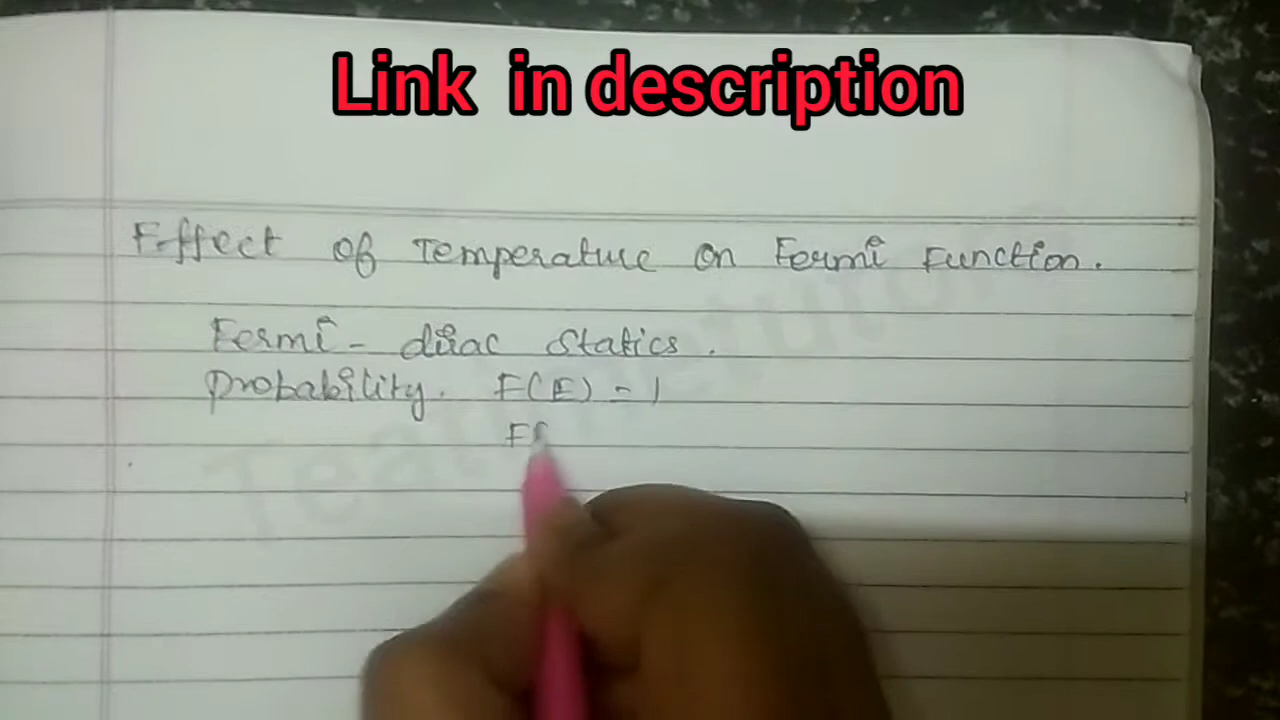 Link in description
Effect of Temperature on Fermi Function.
Fermi - dirac Statics.
Probability. F(E) = 1
F(